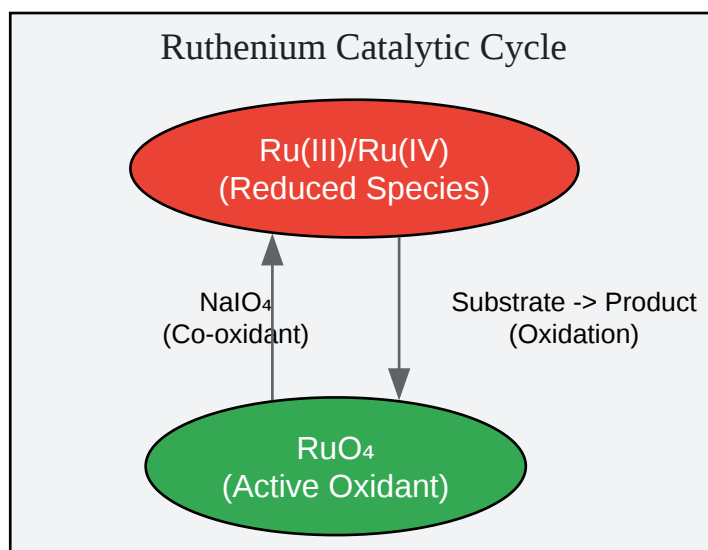 Ruthenium Catalytic Cycle
Ru(III)/Ru(IV)
(Reduced Species)
NaIO₄
(Co-oxidant)
Substrate -> Product
(Oxidation)
RuO₄
(Active Oxidant)